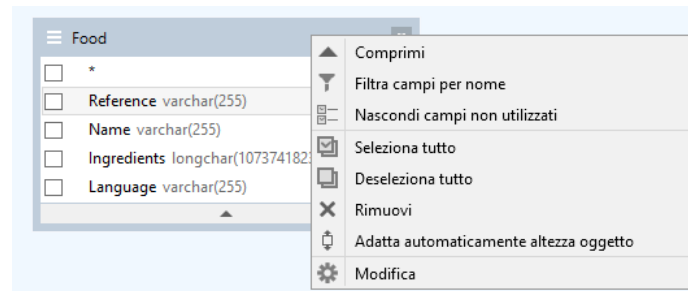 Food
*
Reference varchar(255)
Name varchar(255)
Ingredients longchar(107374182
Language varchar(255)
Comprimi
Filtra campi per nome
Nascondi campi non utilizzati
Seleziona tutto
Deseleziona tutto
Rimuovi
Adatta automaticamente altezza oggetto
Modifica